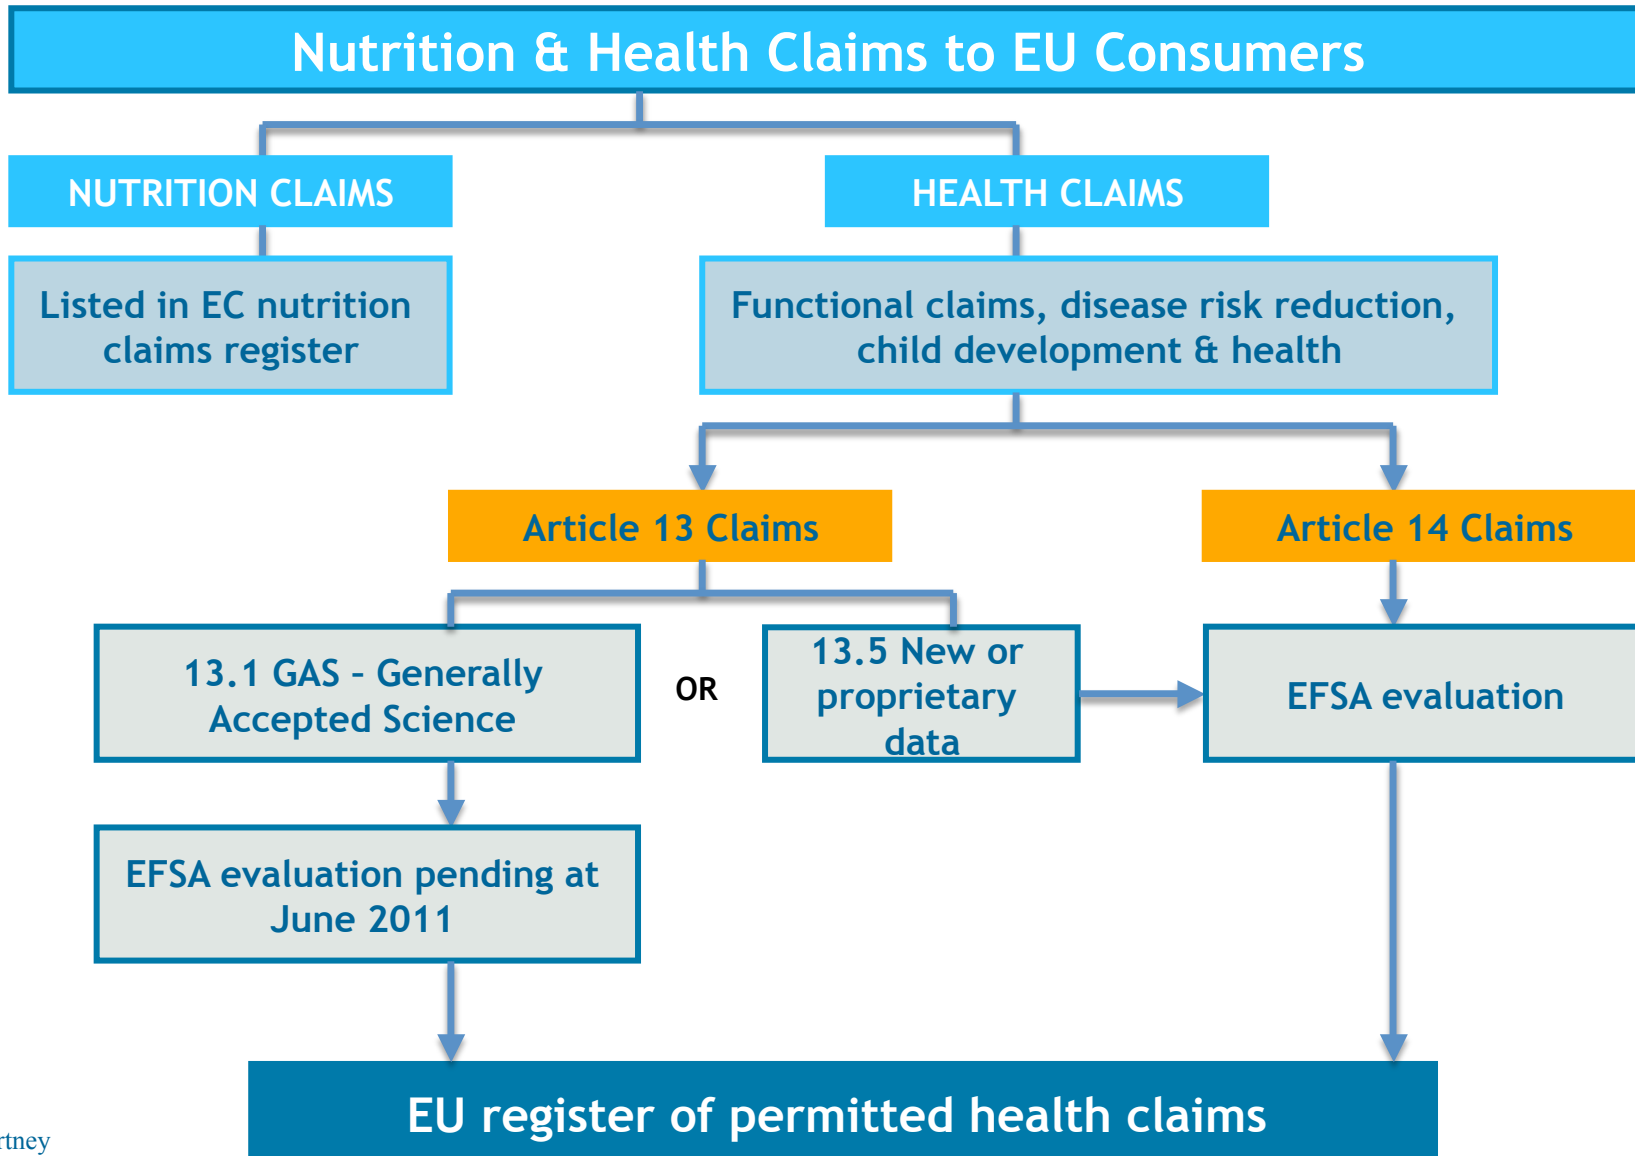 Nutrition & Health Claims to EU Consumers
NUTRITION CLAIMS
HEALTH CLAIMS
Listed in EC nutrition
claims register
Functional claims, disease risk reduction,
child development & health
Article 13 Claims
Article 14 Claims
13.1 GAS – Generally
Accepted Science
OR
13.5 New or
proprietary
data
EFSA evaluation
EFSA evaluation pending at
June 2011
EU register of permitted health claims